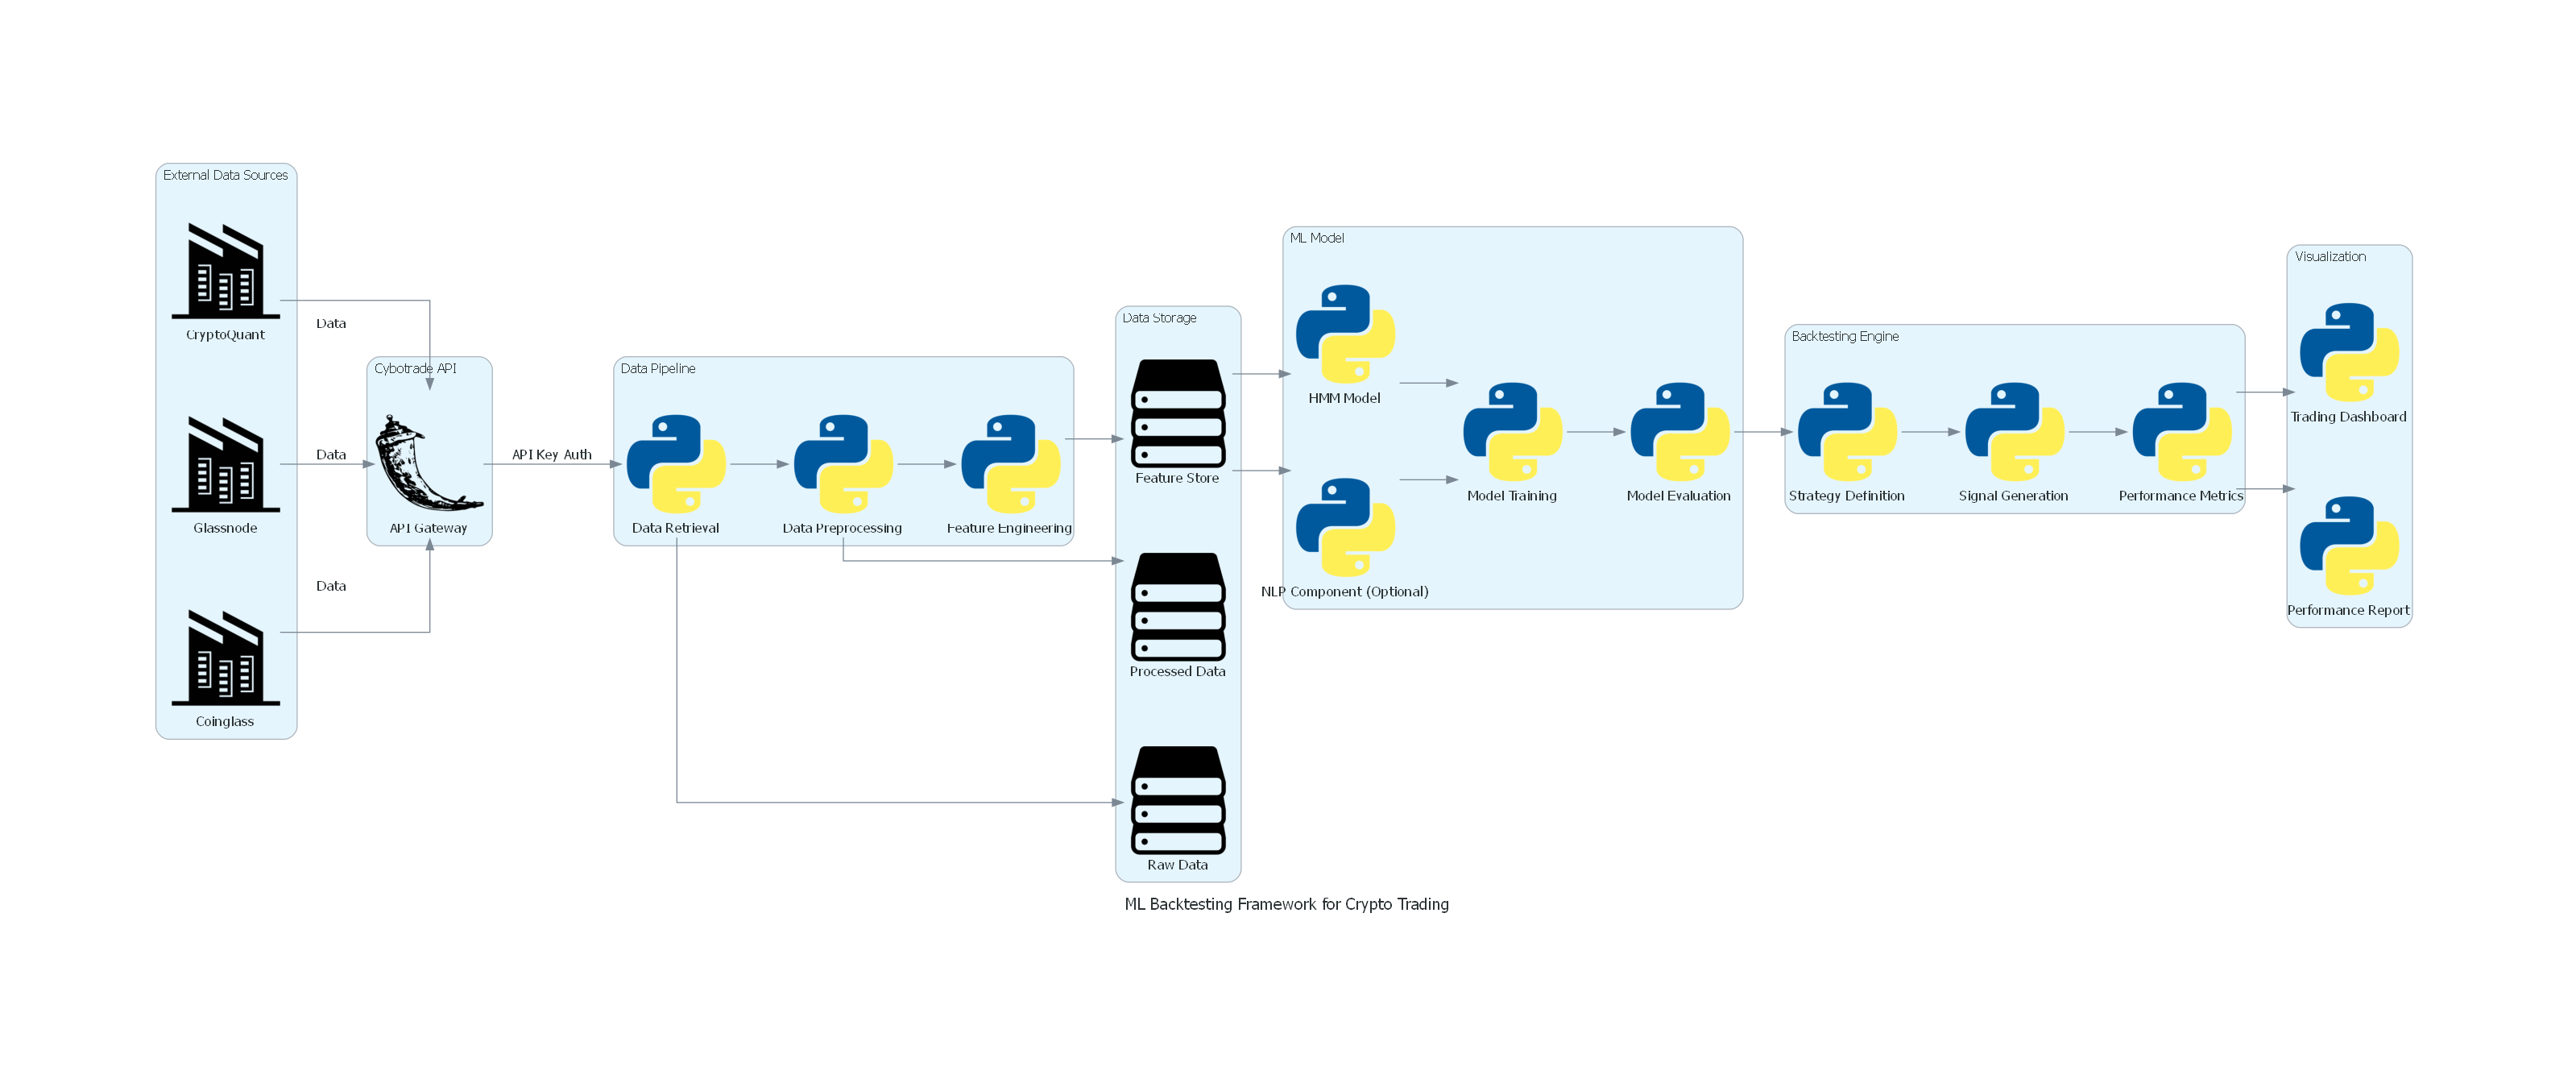 External Data Sources
CryptoQuant
Glassnode
Coinglass
Data
Data
Data
Cybotrade API
API Gateway
API Key Auth
Data Pipeline
Data Retrieval
Data Preprocessing
Feature Engineering
Data Storage
Feature Store
Processed Data
Raw Data
ML Model
HMM Model
NLP Component (Optional)
Model Training
Model Evaluation
Backtesting Engine
Strategy Definition
Signal Generation
Performance Metrics
Visualization
Trading Dashboard
Performance Report
ML Backtesting Framework for Crypto Trading